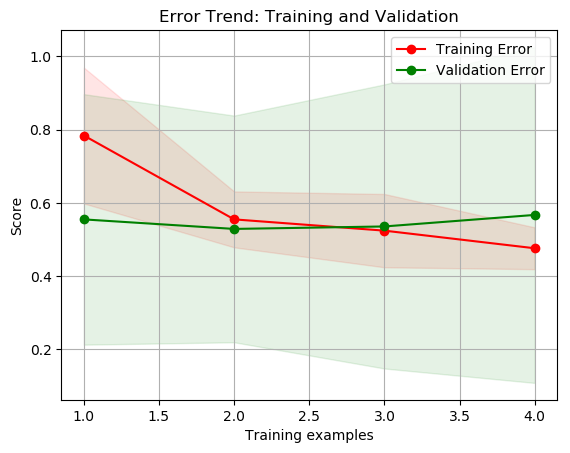 Error Trend: Training and Validation
Training Error
Validation Error
Score
1.0
0.8
0.6
0.4
0.2
1.0 1.5 2.0 2.5 3.0 3.5 4.0
Training examples